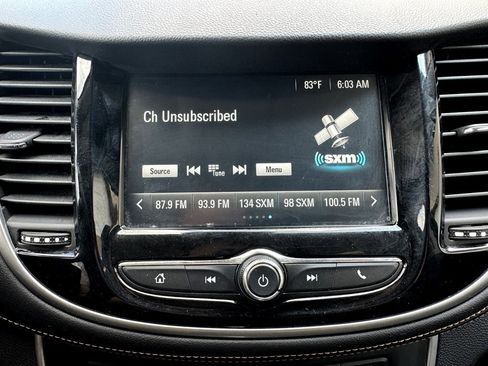 83°F 6:03 AM
Ch Unsubscribed
sxm
Source Tune Menu
87.9 FM 93.9 FM 134 SXM 98 SXM 100.5 FM